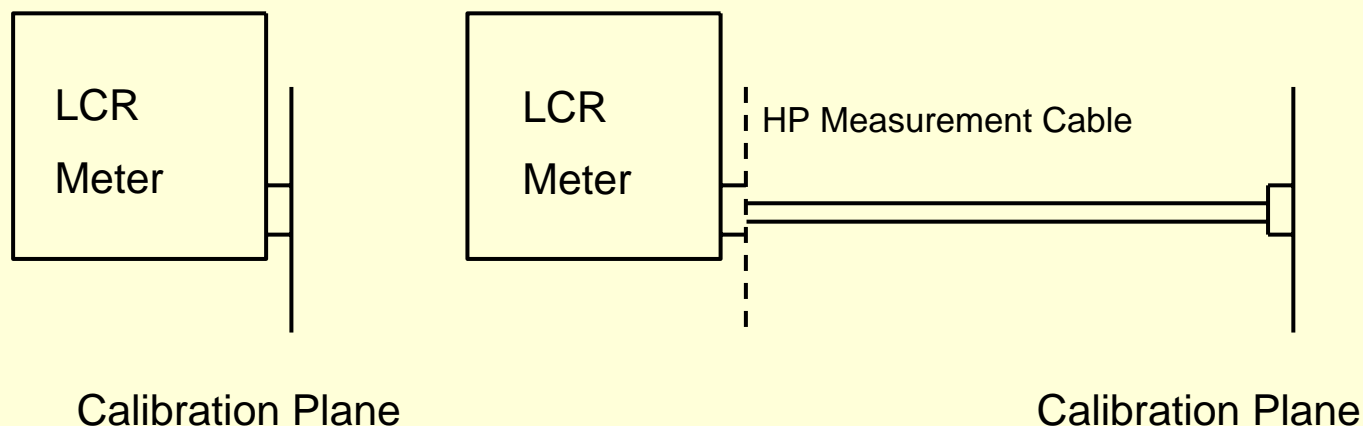 LCR
Meter
LCR
Meter
HP Measurement Cable
Calibration Plane
Calibration Plane